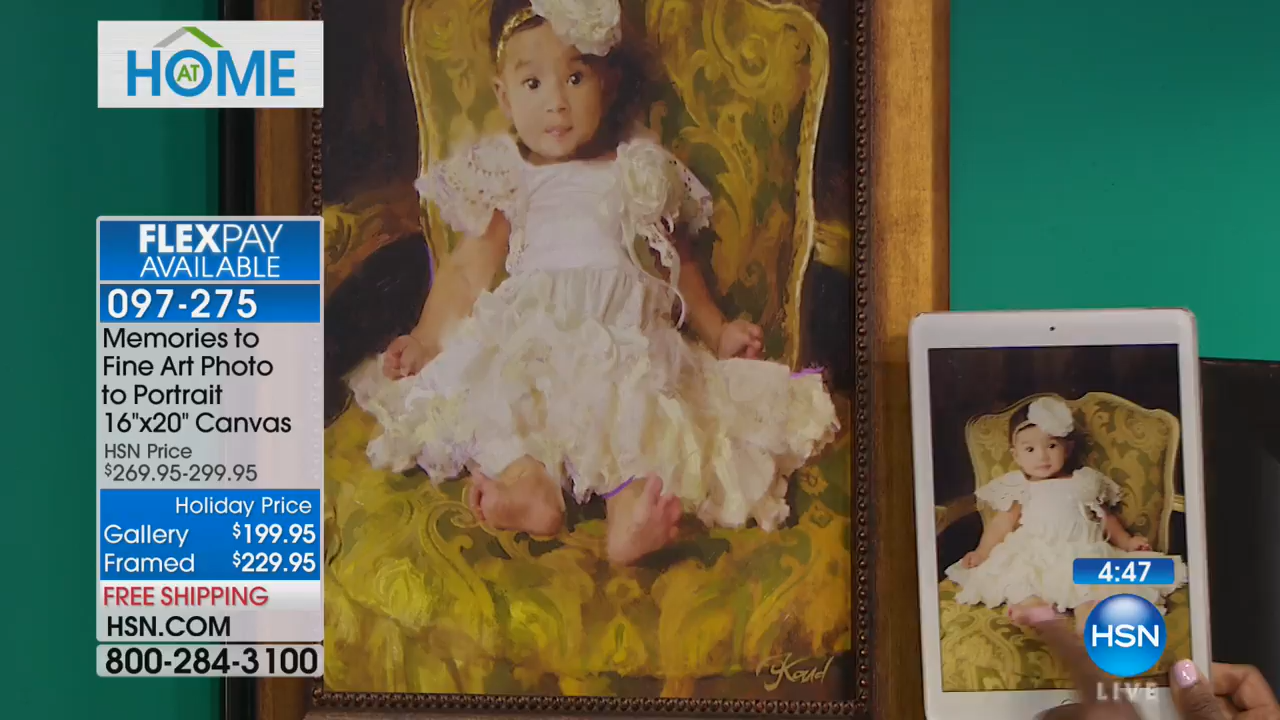 AT HOME
FLEXPAY
AVAILABLE
097-275
Memories to
Fine Art Photo
to Portrait
16"x20" Canvas
HSN Price
$269.95-299.95
Holiday Price
Gallery $199.95
Framed $229.95
FREE SHIPPING
HSN.COM
800-284-3100
4:47
HSN
LIVE